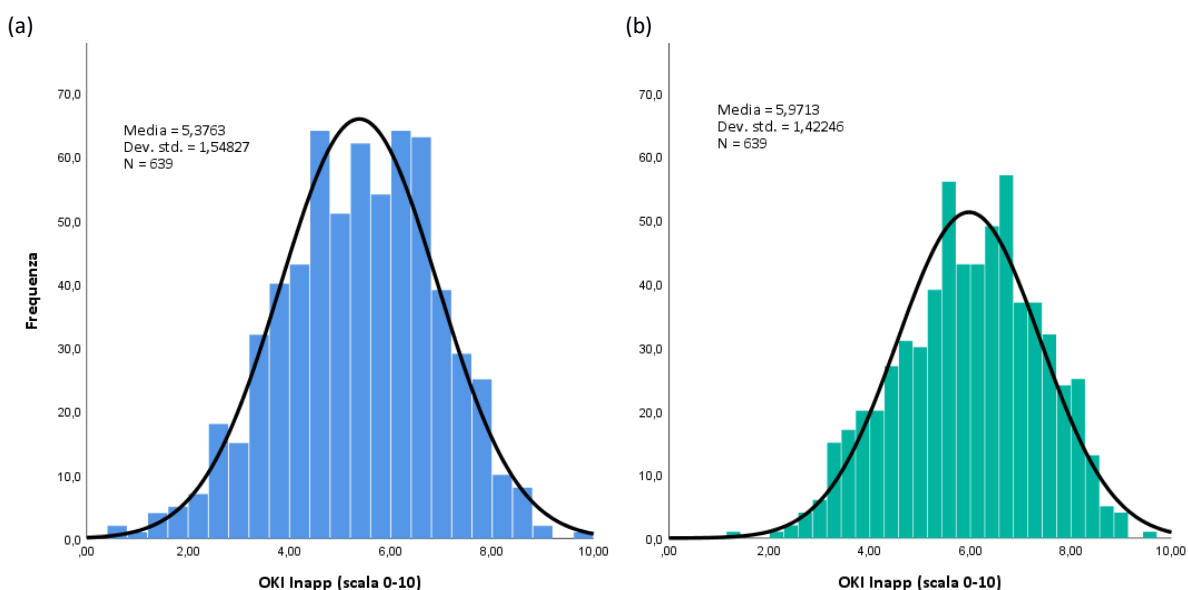 (a)
70,0
60,0
50,0
40,0
30,0
20,0
10,0
0,0
Frequenza
Media = 5,3763
Dev. std. = 1,54827
N = 639
,00 2,00 4,00 6,00 8,00 10,00
OKI Inapp (scala 0-10)
(b)
70,0
60,0
50,0
40,0
30,0
20,0
10,0
0,0
Media = 5,9713
Dev. std. = 1,42246
N = 639
,00 2,00 4,00 6,00 8,00 10,00
OKI Inapp (scala 0-10)